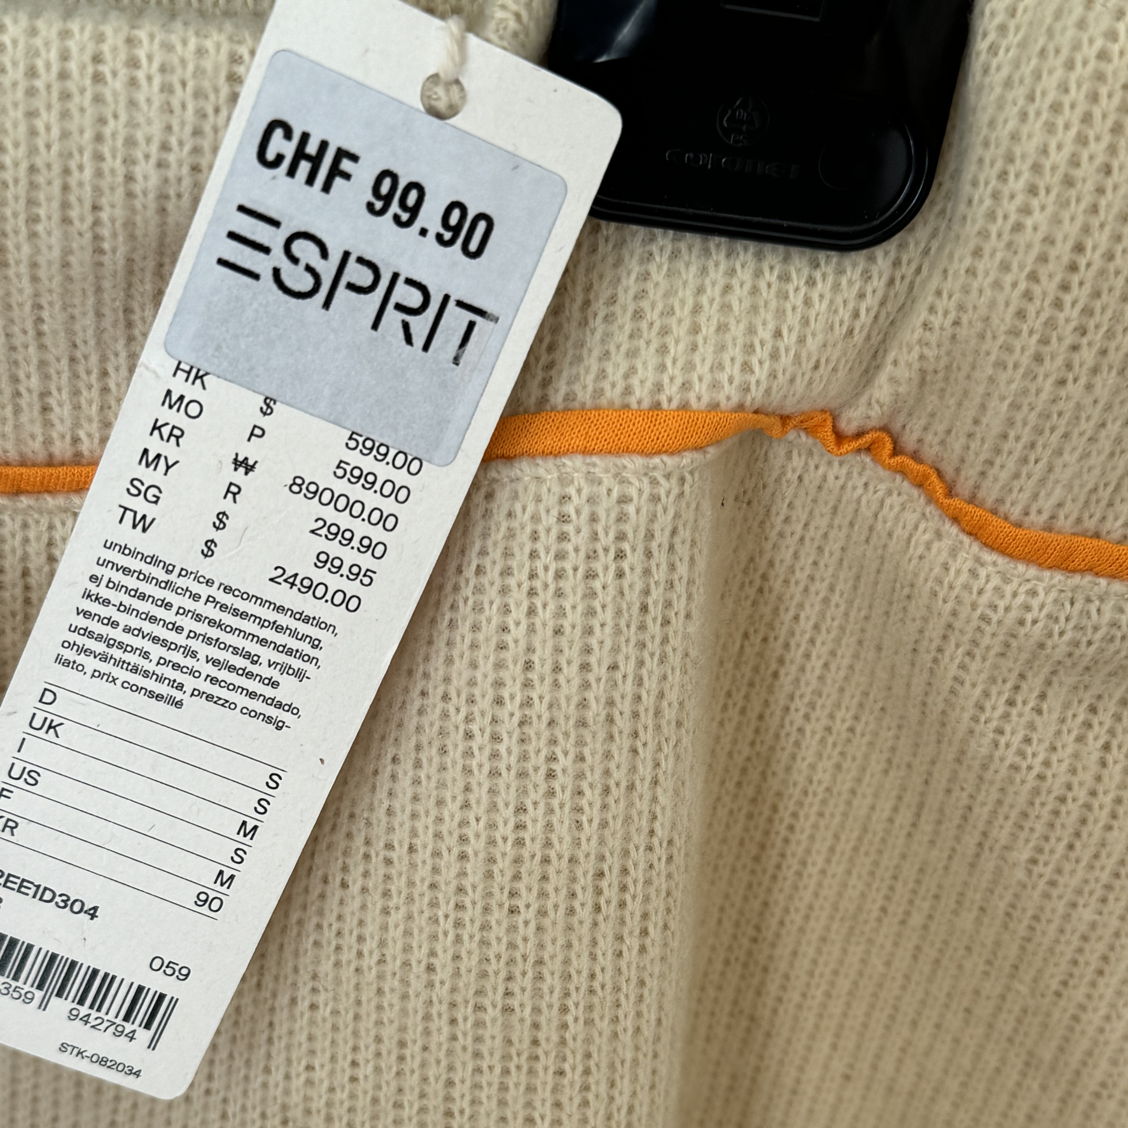 CHF 99.90
ESPRIT
HK $ 599.00
MO P 599.00
KR ₩ 89000.00
MY R 299.90
SG $ 99.95
TW $ 2490.00
unbinding price recommendation,
unverbindliche Preisempfehlung,
ej bindande prisrekommendation,
ikke-bindende prisforslag, vrijblij-
vende adviesprijs, vejledende
udsalgspris, precio recomendado,
ohjevähittäishinta, prezzo consig-
liato, prix conseillé
D S
UK S
I M
US S
F M
KR 90
2EE1D304
059
359 942794
STK-082034